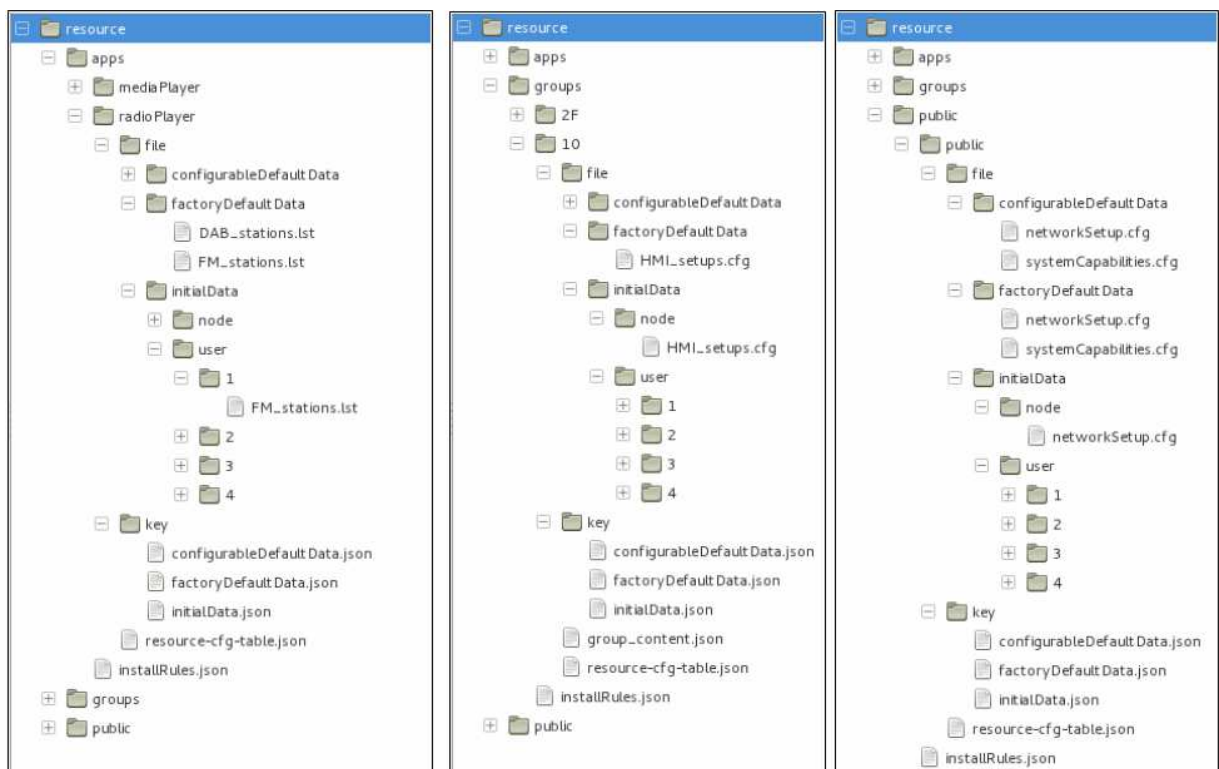 resource
apps
mediaPlayer
radioPlayer
file
configurableDefaultData
factoryDefaultData
DAB_stations.lst
FM_stations.lst
initialData
node
user
1
FM_stations.lst
2
3
4
key
configurableDefaultData.json
factoryDefaultData.json
initialData.json
resource-cfg-table.json
installRules.json
groups
public
resource
apps
groups
2F
10
file
configurableDefaultData
factoryDefaultData
HMI_setups.cfg
initialData
node
HMI_setups.cfg
user
1
2
3
4
key
configurableDefaultData.json
factoryDefaultData.json
initialData.json
group_content.json
resource-cfg-table.json
installRules.json
public
resource
apps
groups
public
public
file
configurableDefaultData
networkSetup.cfg
systemCapabilities.cfg
factoryDefaultData
networkSetup.cfg
systemCapabilities.cfg
initialData
node
networkSetup.cfg
user
1
2
3
4
key
configurableDefaultData.json
factoryDefaultData.json
initialData.json
resource-cfg-table.json
installRules.json